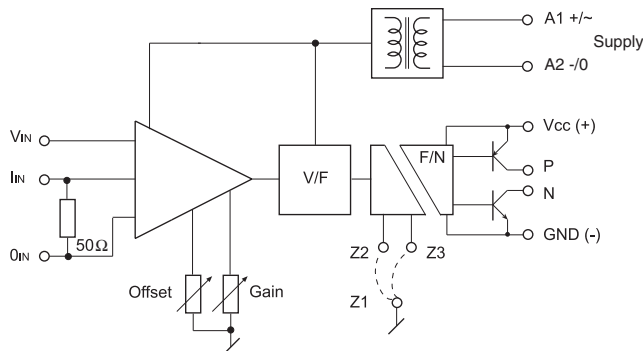 A1 +/~
Supply
A2 -/0
VIN
IIN
0IN
50Ω
V/F
F/N
Vcc (+)
P
N
GND (-)
Z2
Z3
Z1
Offset
Gain